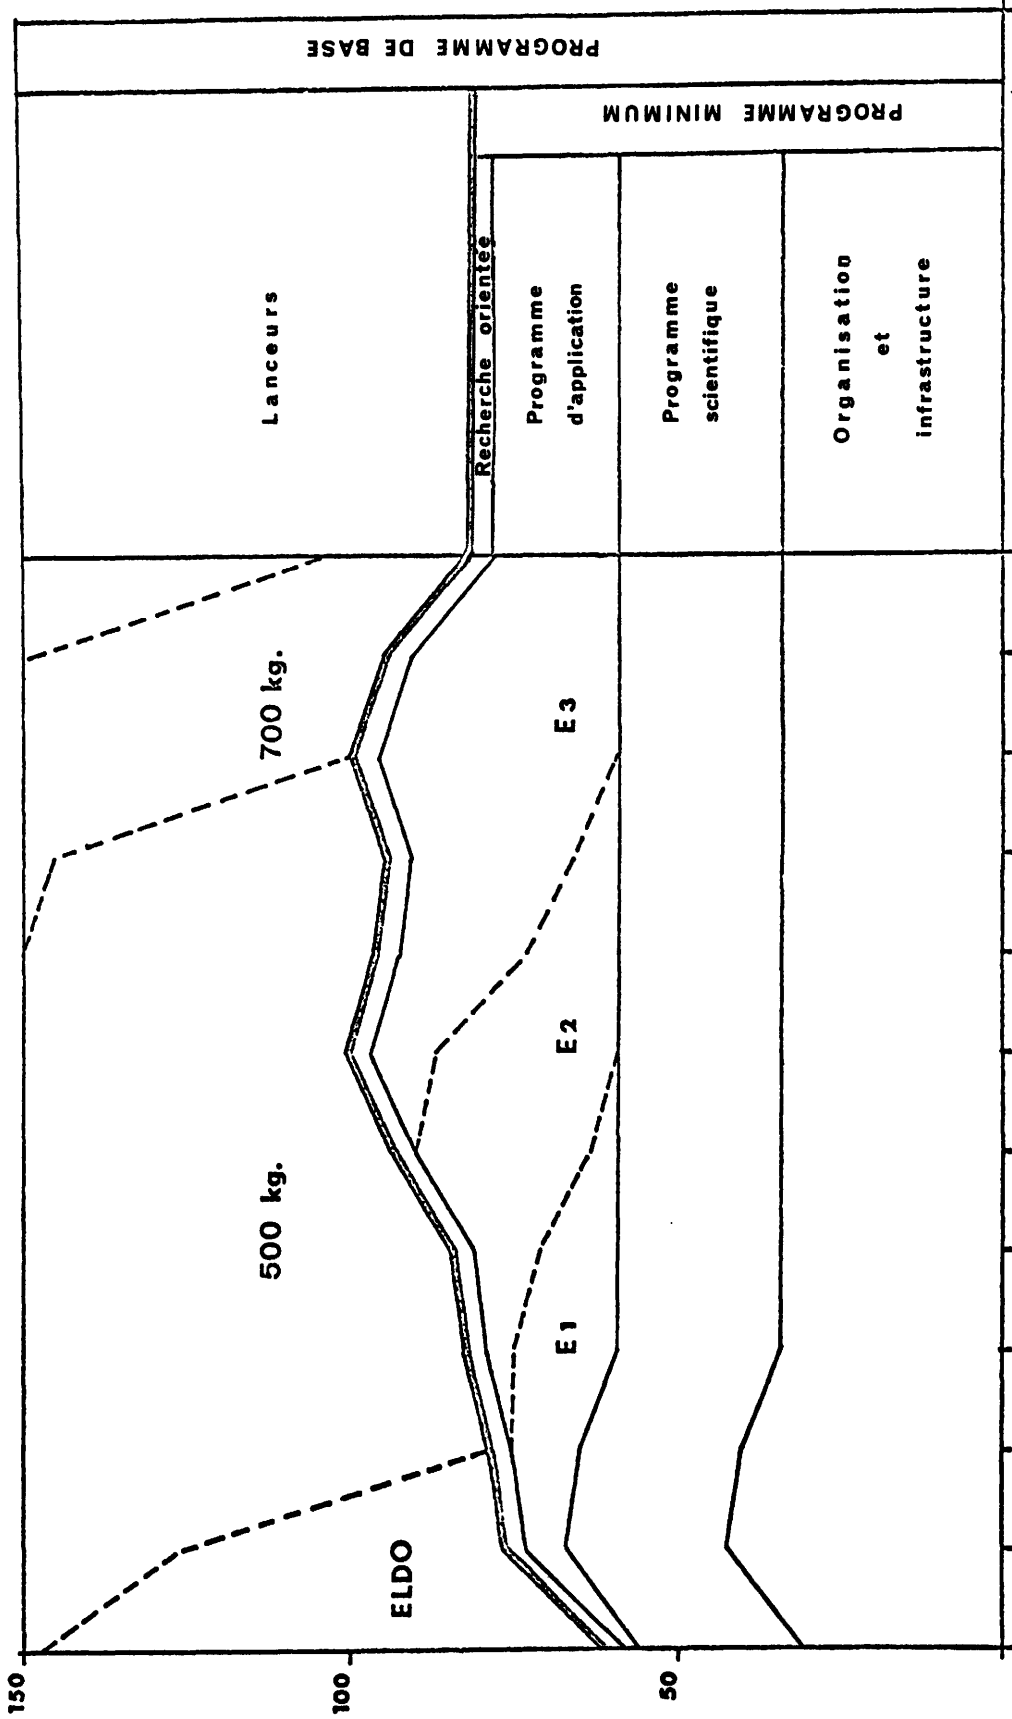 150
100
50
ELDO
500 kg.
700 kg.
E1
E2
E3
Lanceurs
Recherche orientée
Programme
d'application
Programme
scientifique
Organisation
et
infrastructure
PROGRAMME MINIMUM
PROGRAMME DE BASE